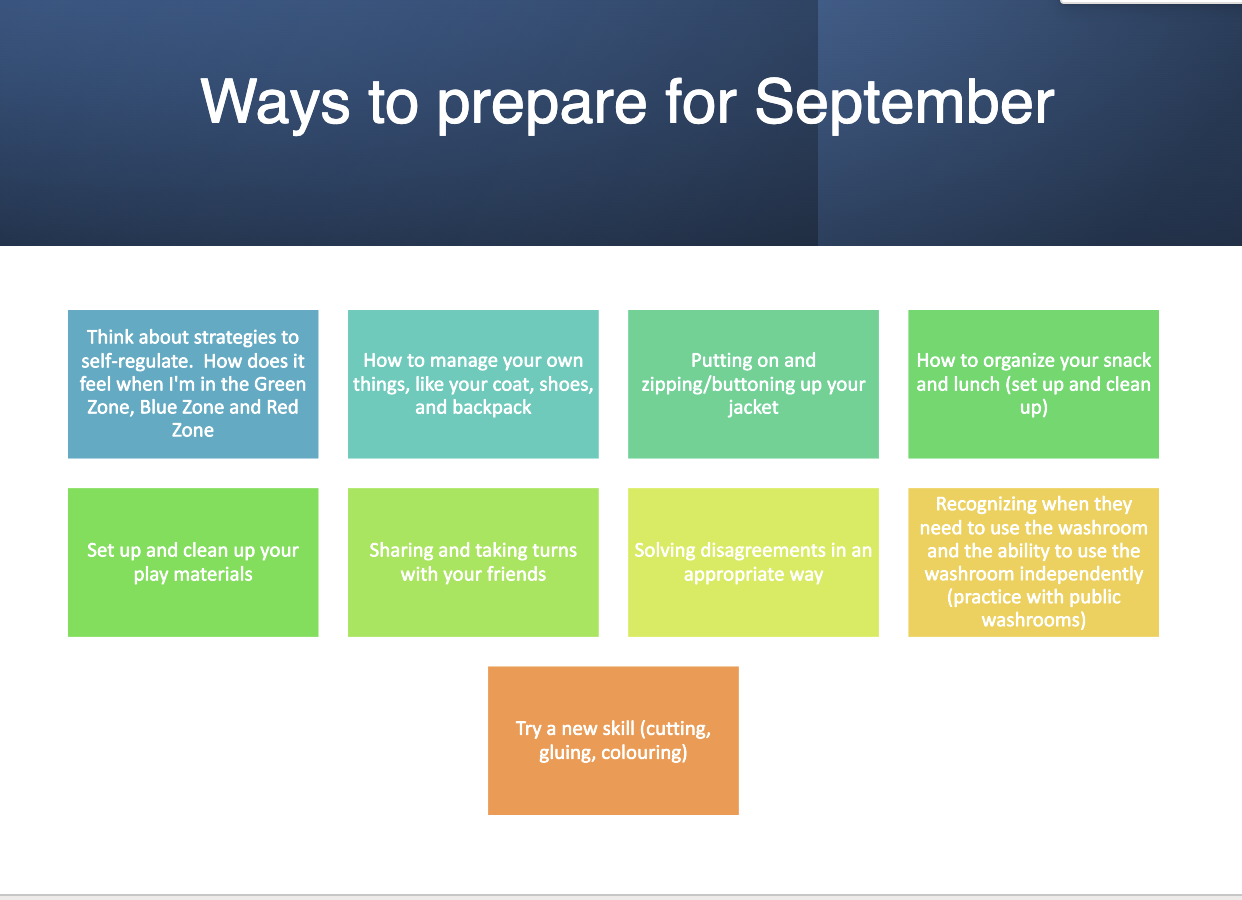 Ways to prepare for September
Think about strategies to
self-regulate.  How does it
feel when I'm in the Green
Zone, Blue Zone and Red
Zone
How to manage your own
things, like your coat, shoes,
and backpack
Putting on and
zipping/buttoning up your
jacket
How to organize your snack
and lunch (set up and clean
up)
Set up and clean up your
play materials
Sharing and taking turns
with your friends
Solving disagreements in an
appropriate way
Recognizing when they
need to use the washroom
and the ability to use the
washroom independently
(practice with public
washrooms)
Try a new skill (cutting,
gluing, colouring)